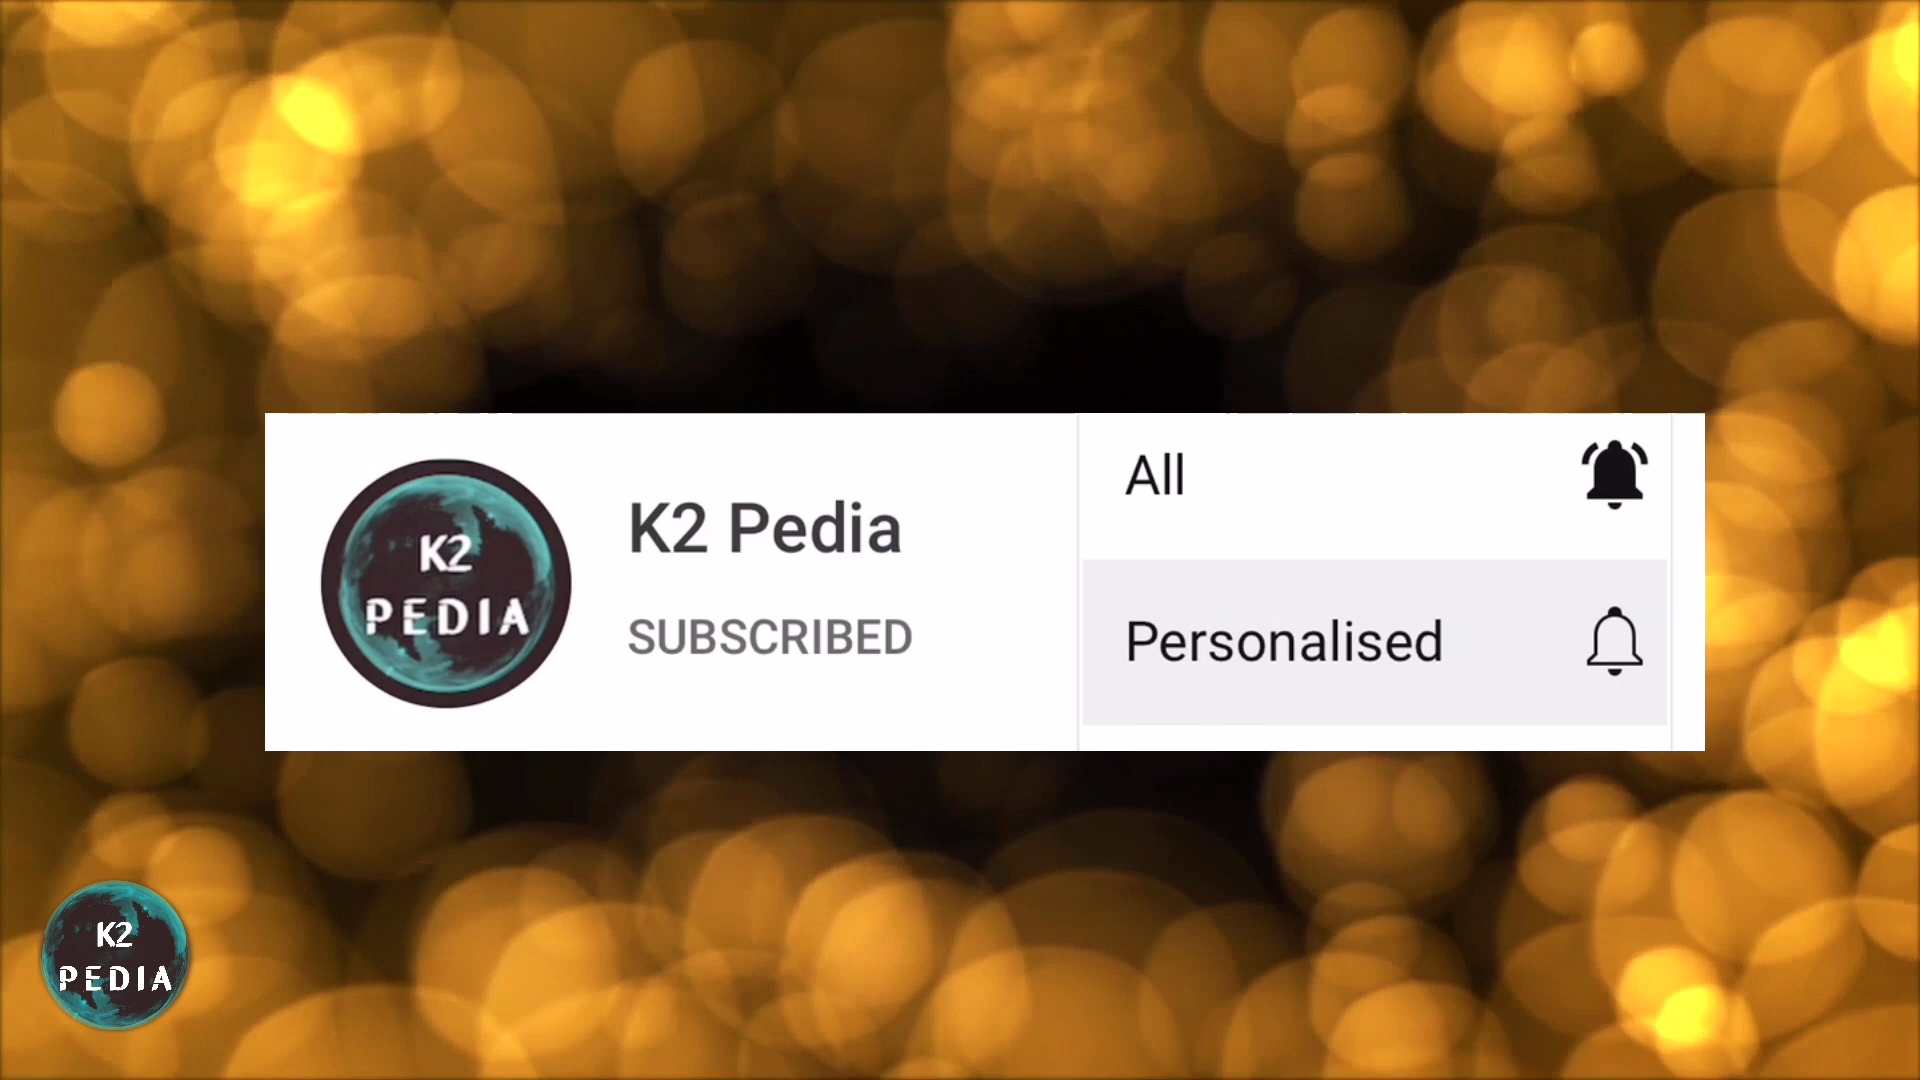 K2
PEDIA
K2 Pedia
SUBSCRIBED
All
Personalised
K2
PEDIA